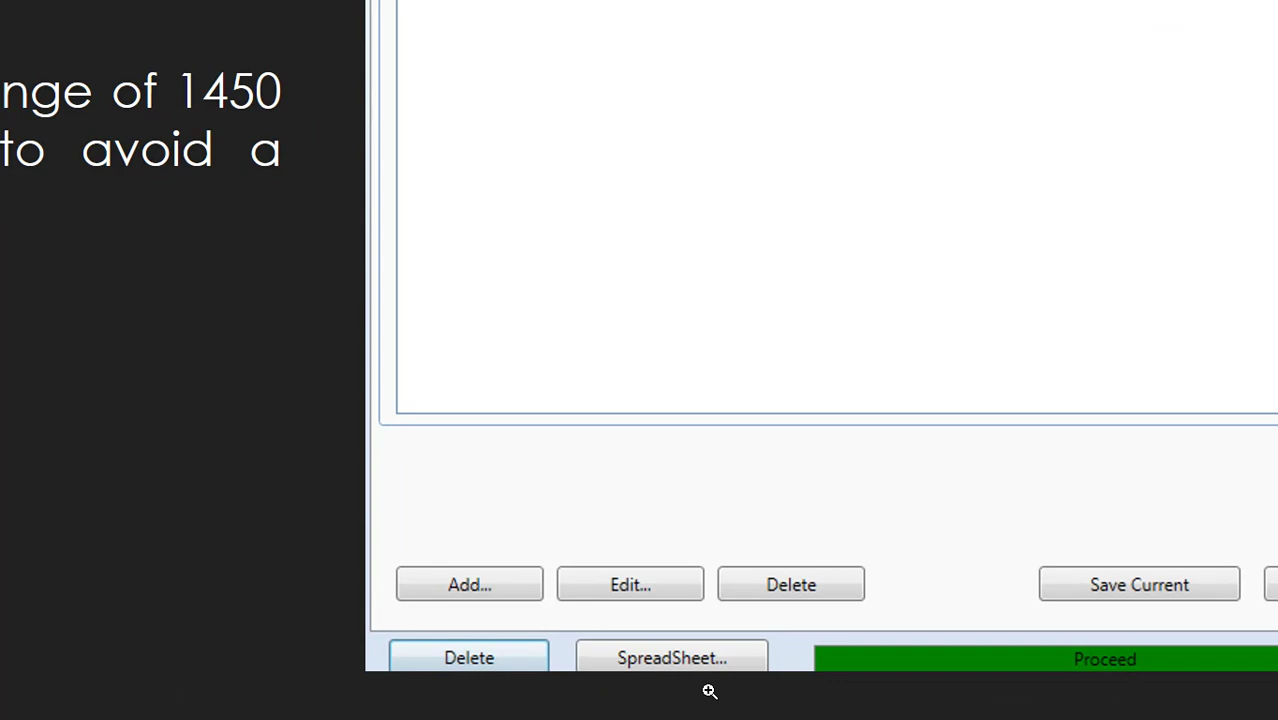 nge of 1450
to avoid a
Add... Edit... Delete Save Current
Delete SpreadSheet... Proceed